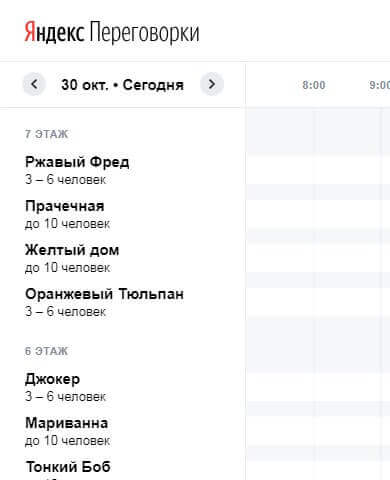 Яндекс Переговорки
30 окт. • Сегодня
8:00
9:00
7 ЭТАЖ
Ржавый Фред
3 – 6 человек
Прачечная
до 10 человек
Желтый дом
до 10 человек
Оранжевый Тюльпан
3 – 6 человек
6 ЭТАЖ
Джокер
3 – 6 человек
Мариванна
до 10 человек
Тонкий Боб